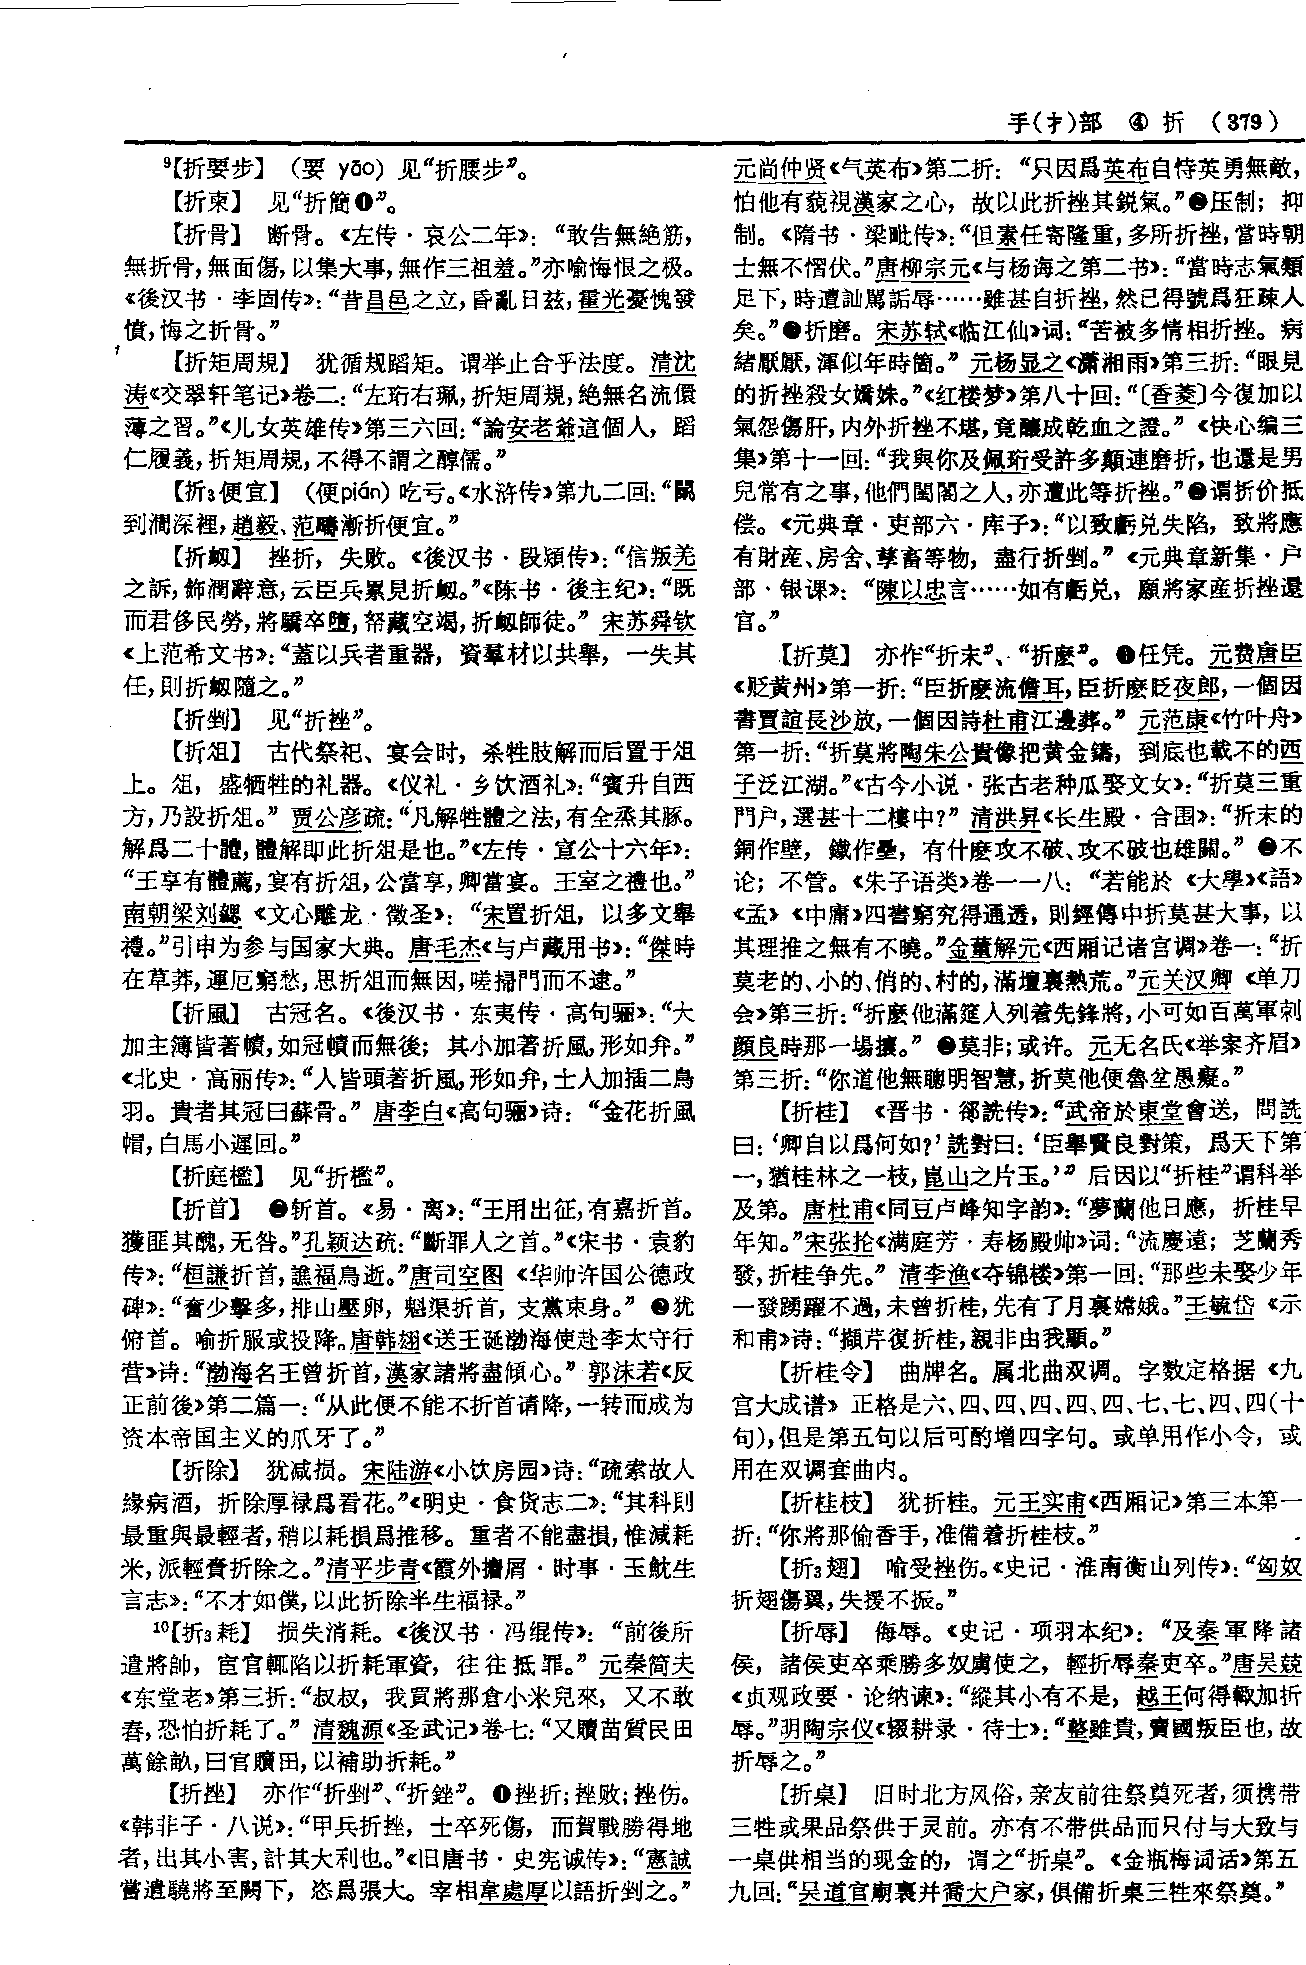 手(扌)部　④ 折　(379)
⁹【折要步】　(要 yāo) 见“折腰步”。
【折柬】　见“折簡❶”。
【折骨】　断骨。《左传·哀公二年》：“敢告無絶筋，
無折骨，無面傷，以集大事，無作三祖羞。”亦喻悔恨之极。
《後汉书·李固传》：“昔昌邑之立，昏亂日兹，霍光憂愧發
憤，悔之折骨。”
【折矩周規】　犹循规蹈矩。谓举止合乎法度。清沈
涛《交翠轩笔记》卷二：“左珩右珮，折矩周規，絶無名流儇
薄之習。”《儿女英雄传》第三六回：“論安老爺這個人，蹈
仁履義，折矩周規，不得不謂之醇儒。”
【折₃便宜】　(便pián) 吃亏。《水浒传》第九二回：“鬭
到澗深裡，趙毅、范疇漸折便宜。”
【折衂】　挫折，失败。《後汉书·段熲传》：“信叛羌
之訴，飾潤辭意，云臣兵累見折衂。”《陈书·後主纪》：“既
而君侈民勞，將驕卒墮，帑藏空竭，折衂師徒。”宋苏舜钦
《上范希文书》：“蓋以兵者重器，資羣材以共舉，一失其
任，則折衂隨之。”
【折剉】　见“折挫”。
【折俎】　古代祭祀、宴会时，杀牲肢解而后置于俎
上。俎，盛牺牲的礼器。《仪礼·乡饮酒礼》：“賓升自西
方，乃設折俎。”贾公彦疏：“凡解牲體之法，有全烝其豚。
解爲二十體，體解即此折俎是也。”《左传·宣公十六年》：
“王享有體薦，宴有折俎，公當享，卿當宴。王室之禮也。”
南朝梁刘勰《文心雕龙·徵圣》：“宋置折俎，以多文舉
禮。”引申为参与国家大典。唐毛杰《与卢藏用书》：“傑時
在草莽，運厄窮愁，思折俎而無因，嗟掃門而不逮。”
【折風】　古冠名。《後汉书·东夷传·高句骊》：“大
加主簿皆著幘，如冠幘而無後；其小加著折風，形如弁。”
《北史·高丽传》：“人皆頭著折風，形如弁，士人加插二鳥
羽。貴者其冠曰蘇骨。”唐李白《高句骊》诗：“金花折風
帽，白馬小遲回。”
【折庭檻】　见“折檻”。
【折首】　❶斩首。《易·离》：“王用出征，有嘉折首。
獲匪其醜，无咎。”孔颖达疏：“斷罪人之首。”《宋书·袁豹
传》：“桓謙折首，譙福鳥逝。”唐司空图《华帅许国公德政
碑》：“奮少擊多，排山壓卵，魁渠折首，支黨束身。”❷犹
俯首。喻折服或投降。唐韩翃《送王诞渤海使赴李太守行
营》诗：“渤海名王曾折首，漢家諸將盡傾心。”郭沫若《反
正前後》第二篇一：“从此便不能不折首请降，一转而成为
资本帝国主义的爪牙了。”
【折除】　犹减损。宋陆游《小饮房园》诗：“疏索故人
緣病酒，折除厚禄爲看花。”《明史·食货志二》：“其科則
最重與最輕者，稍以耗損爲推移。重者不能盡損，惟減耗
米，派輕賫折除之。”清平步青《霞外攟屑·时事·玉魫生
言志》：“不才如僕，以此折除半生福禄。”
¹⁰【折₃耗】　损失消耗。《後汉书·冯绲传》：“前後所
遣將帥，宦官輒陷以折耗軍資，往往抵罪。”元秦简夫
《东堂老》第三折：“叔叔，我買將那倉小米兒來，又不敢
舂，恐怕折耗了。”清魏源《圣武记》卷七：“又贖苗質民田
萬餘畝，曰官贖田，以補助折耗。”
【折挫】　亦作“折剉”、“折銼”。❶挫折；挫败；挫伤。
《韩非子·八说》：“甲兵折挫，士卒死傷，而賀戰勝得地
者，出其小害，計其大利也。”《旧唐书·史宪诚传》：“憲誠
嘗遣驍將至闕下，恣爲張大。宰相韋處厚以語折剉之。”
元尚仲贤《气英布》第二折：“只因爲英布自恃英勇無敵，
怕他有藐視漢家之心，故以此折挫其鋭氣。”❷压制；抑
制。《隋书·梁毗传》：“但素任寄隆重，多所折挫，當時朝
士無不慴伏。”唐柳宗元《与杨诲之第二书》：“當時志氣類
足下，時遭訕罵詬辱……雖甚自折挫，然已得號爲狂疎人
矣。”❸折磨。宋苏轼《临江仙》词：“苦被多情相折挫。病
緒厭厭，渾似年時箇。”元杨显之《潇湘雨》第三折：“眼見
的折挫殺女嬌姝。”《红楼梦》第八十回：“〔香菱〕今復加以
氣怨傷肝，内外折挫不堪，竟釀成乾血之證。”《快心编三
集》第十一回：“我與你及佩珩受許多顛連磨折，也還是男
兒常有之事，他們閨閣之人，亦遭此等折挫。”❹谓折价抵
偿。《元典章·吏部六·库子》：“以致虧兑失陷，致將應
有財産、房舍、孳畜等物，盡行折剉。”《元典章新集·户
部·银课》：“陳以忠言……如有虧兑，願將家産折挫還
官。”
【折莫】　亦作“折末”、“折麽”。❶任凭。元费唐臣
《贬黄州》第一折：“臣折麽流儋耳，臣折麽貶夜郎，一個因
書賈誼長沙放，一個因詩杜甫江邊葬。”元范康《竹叶舟》
第一折：“折莫將陶朱公貴像把黄金鑄，到底也載不的西
子泛江湖。”《古今小说·张古老种瓜娶文女》：“折莫三重
門户，選甚十二樓中？”清洪昇《长生殿·合围》：“折末的
銅作壁，鐵作壘，有什麽攻不破、攻不破也雄關。”❷不
论；不管。《朱子语类》卷一一八：“若能於《大學》《語》
《孟》《中庸》四書窮究得通透，則經傳中折莫甚大事，以
其理推之無有不曉。”金董解元《西厢记诸宫调》卷一：“折
莫老的、小的、俏的、村的，滿壇裏熱荒。”元关汉卿《单刀
会》第三折：“折麽他滿筵人列着先鋒將，小可如百萬軍刺
顔良時那一場攘。”❸莫非；或许。元无名氏《举案齐眉》
第三折：“你道他無聰明智慧，折莫他便魯坌愚癡。”
【折桂】　《晋书·郤詵传》：“武帝於東堂會送，問詵
曰：‘卿自以爲何如？’詵對曰：‘臣舉賢良對策，爲天下第
一，猶桂林之一枝，崑山之片玉。’”后因以“折桂”谓科举
及第。唐杜甫《同豆卢峰知字韵》：“夢蘭他日應，折桂早
年知。”宋张抡《满庭芳·寿杨殿帅》词：“流慶遠；芝蘭秀
發，折桂争先。”清李渔《夺锦楼》第一回：“那些未娶少年
一發踴躍不過，未曾折桂，先有了月裏嫦娥。”王毓岱《示
和甫》诗：“擷芹復折桂，親非由我顯。”
【折桂令】　曲牌名。属北曲双调。字数定格据《九
宫大成谱》正格是六、四、四、四、四、四、七、七、四、四(十
句)，但是第五句以后可酌增四字句。或单用作小令，或
用在双调套曲内。
【折桂枝】　犹折桂。元王实甫《西厢记》第三本第一
折：“你將那偷香手，准備着折桂枝。”
【折₃翅】　喻受挫伤。《史记·淮南衡山列传》：“匈奴
折翅傷翼，失援不振。”
【折辱】　侮辱。《史记·项羽本纪》：“及秦軍降諸
侯，諸侯吏卒乘勝多奴虜使之，輕折辱秦吏卒。”唐吴兢
《贞观政要·论纳谏》：“縱其小有不是，越王何得輒加折
辱。”明陶宗仪《辍耕录·待士》：“整雖貴，賣國叛臣也，故
折辱之。”
【折桌】　旧时北方风俗，亲友前往祭奠死者，须携带
三牲或果品祭供于灵前。亦有不带供品而只付与大致与
一桌供相当的现金的，谓之“折桌”。《金瓶梅词话》第五
九回：“吴道官廟裏并喬大户家，俱備折桌三牲來祭奠。”